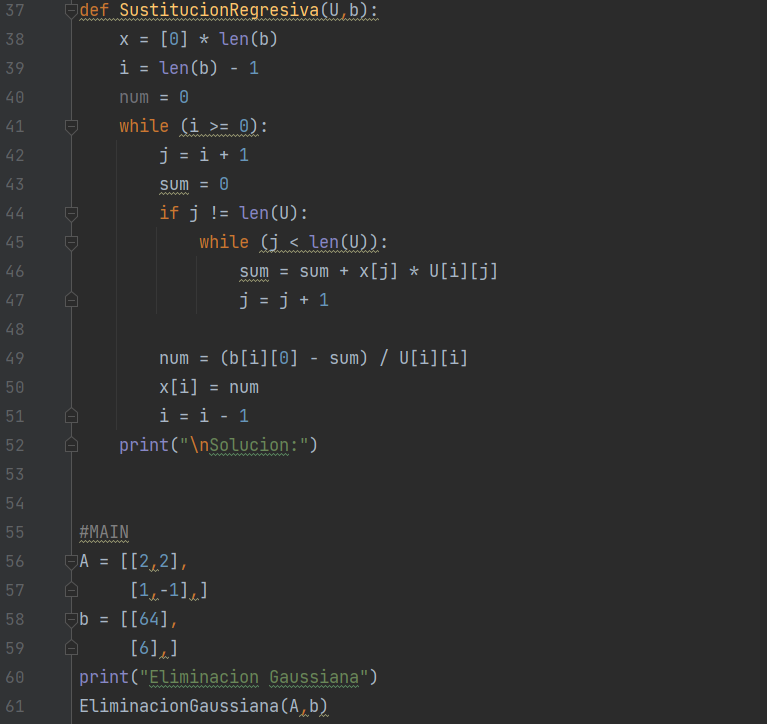 37 def SustitucionRegresiva(U,b):
38     x = [0] * len(b)
39     i = len(b) - 1
40     num = 0
41     while (i >= 0):
42         j = i + 1
43         sum = 0
44         if j != len(U):
45             while (j < len(U)):
46                 sum = sum + x[j] * U[i][j]
47                 j = j + 1
48
49         num = (b[i][0] - sum) / U[i][i]
50         x[i] = num
51         i = i - 1
52     print("\nSolucion:")
53
54
55 #MAIN
56 A = [[2,2],
57      [1,-1],]
58 b = [[64],
59      [6],]
60 print("Eliminacion Gaussiana")
61 EliminacionGaussiana(A,b)